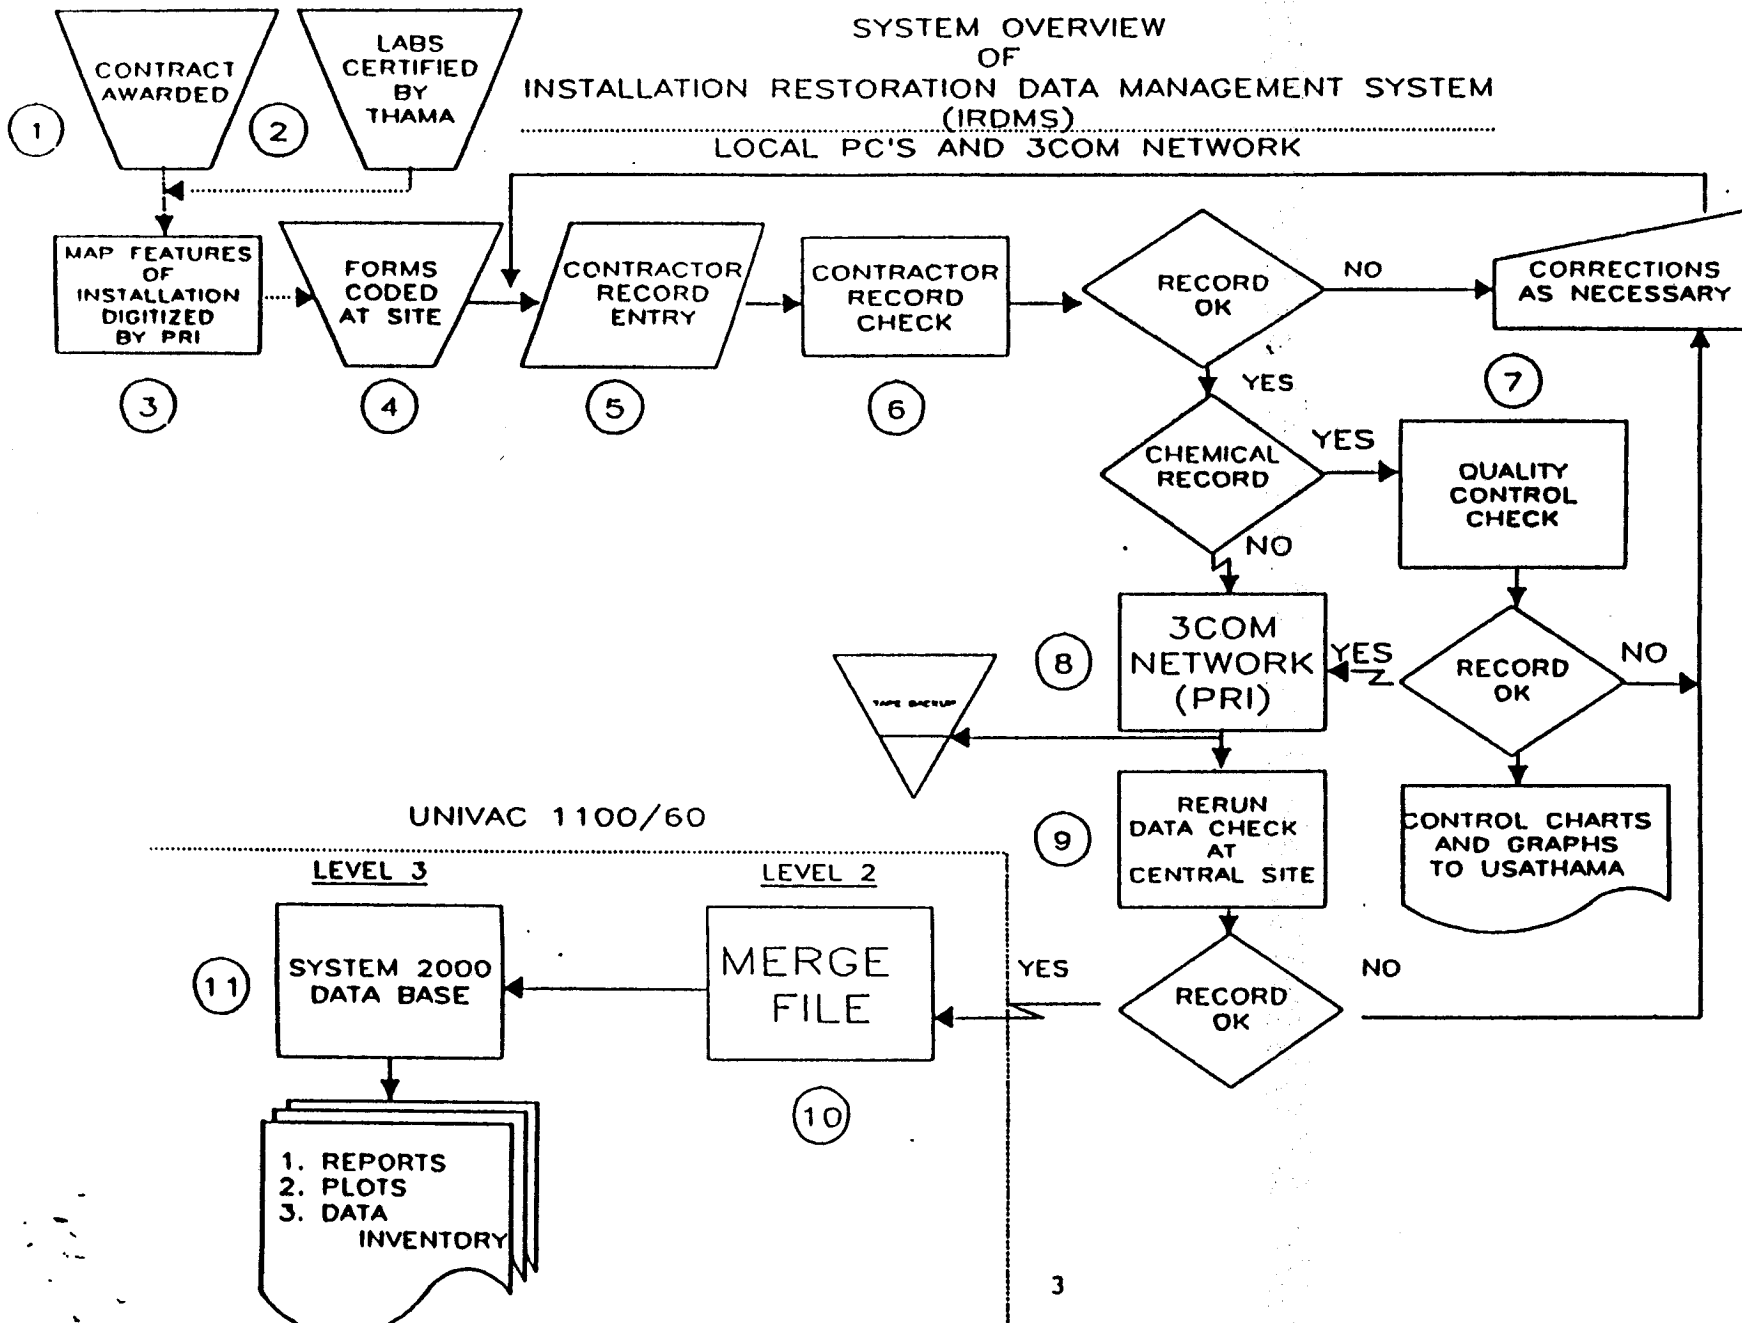 SYSTEM OVERVIEW
OF
INSTALLATION RESTORATION DATA MANAGEMENT SYSTEM
(IRDMS)
LOCAL PC'S AND 3COM NETWORK
1
CONTRACT
AWARDED
2
LABS
CERTIFIED
BY
THAMA
MAP FEATURES
OF
INSTALLATION
DIGITIZED
BY PRI
3
FORMS
CODED
AT SITE
4
CONTRACTOR
RECORD
ENTRY
5
CONTRACTOR
RECORD
CHECK
6
RECORD
OK
NO
CORRECTIONS
AS NECESSARY
YES
7
CHEMICAL
RECORD
YES
QUALITY
CONTROL
CHECK
NO
8
3COM
NETWORK
(PRI)
YES
RECORD
OK
NO
TAPE BACKUP
9
RERUN
DATA CHECK
AT
CENTRAL SITE
CONTROL CHARTS
AND GRAPHS
TO USATHAMA
UNIVAC 1100/60
LEVEL 3
LEVEL 2
11
SYSTEM 2000
DATA BASE
MERGE
FILE
YES
RECORD
OK
NO
10
1. REPORTS
2. PLOTS
3. DATA
INVENTORY
3